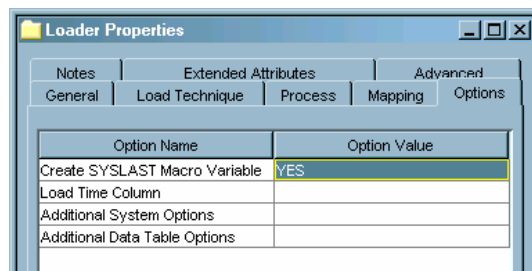 Loader Properties
Notes Extended Attributes Advanced
General Load Technique Process Mapping Options
Option Name Option Value
Create SYSLAST Macro Variable YES
Load Time Column
Additional System Options
Additional Data Table Options